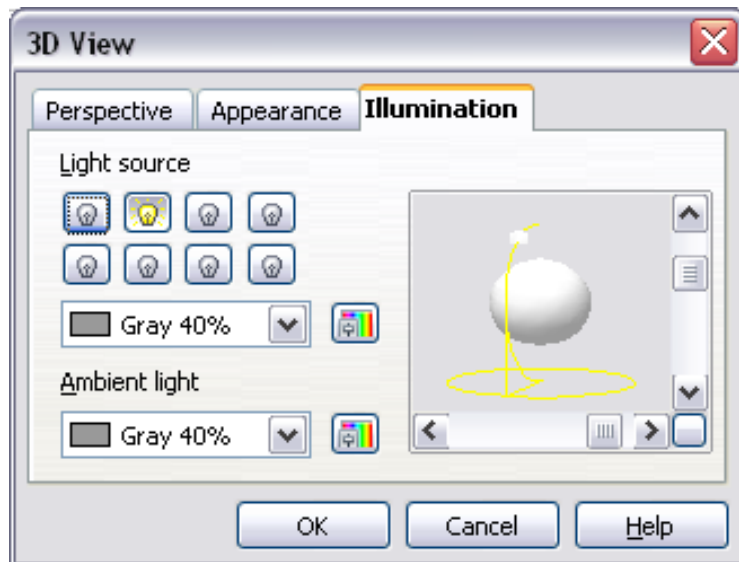 3D View
Perspective Appearance Illumination
Light source
Gray 40%
Ambient light
Gray 40%
OK Cancel Help